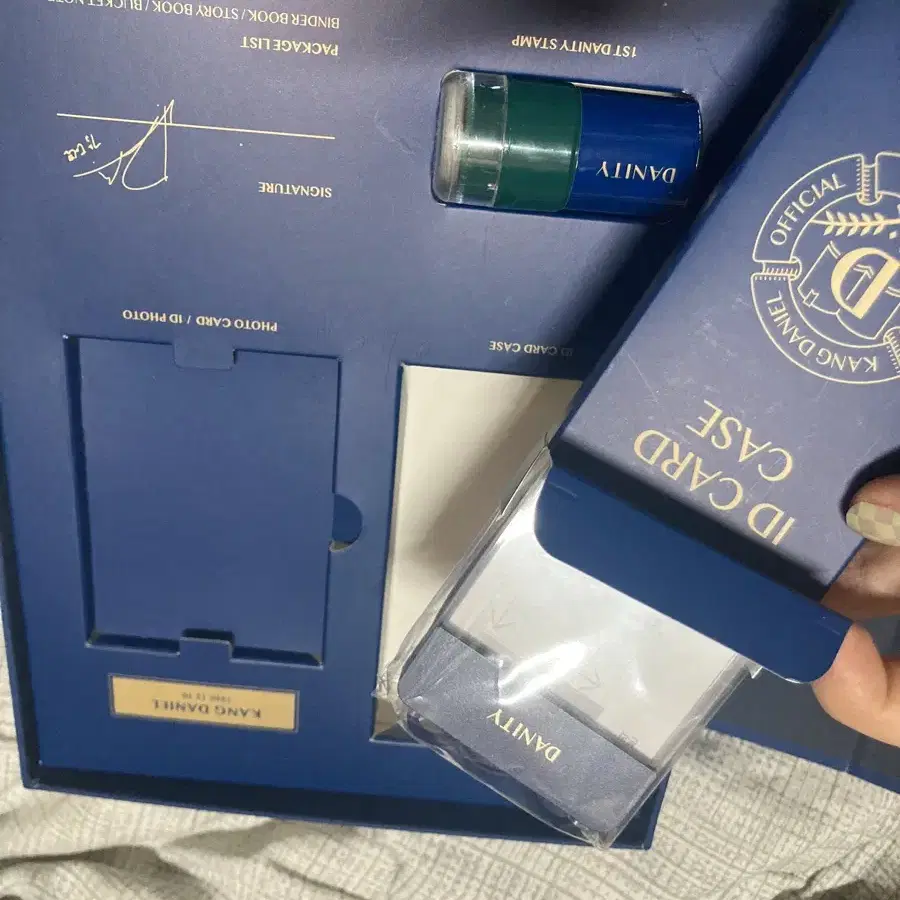 BINDER BOOK / STORY BOOK / BUCKET NOTE
PACKAGE LIST
1ST DANITY STAMP
DANITY
SIGNATURE
PHOTO CARD / ID PHOTO
ID CARD CASE
KANG DANIEL
OFFICIAL
KANG DANIEL
D
ID CARD
CASE
DANITY